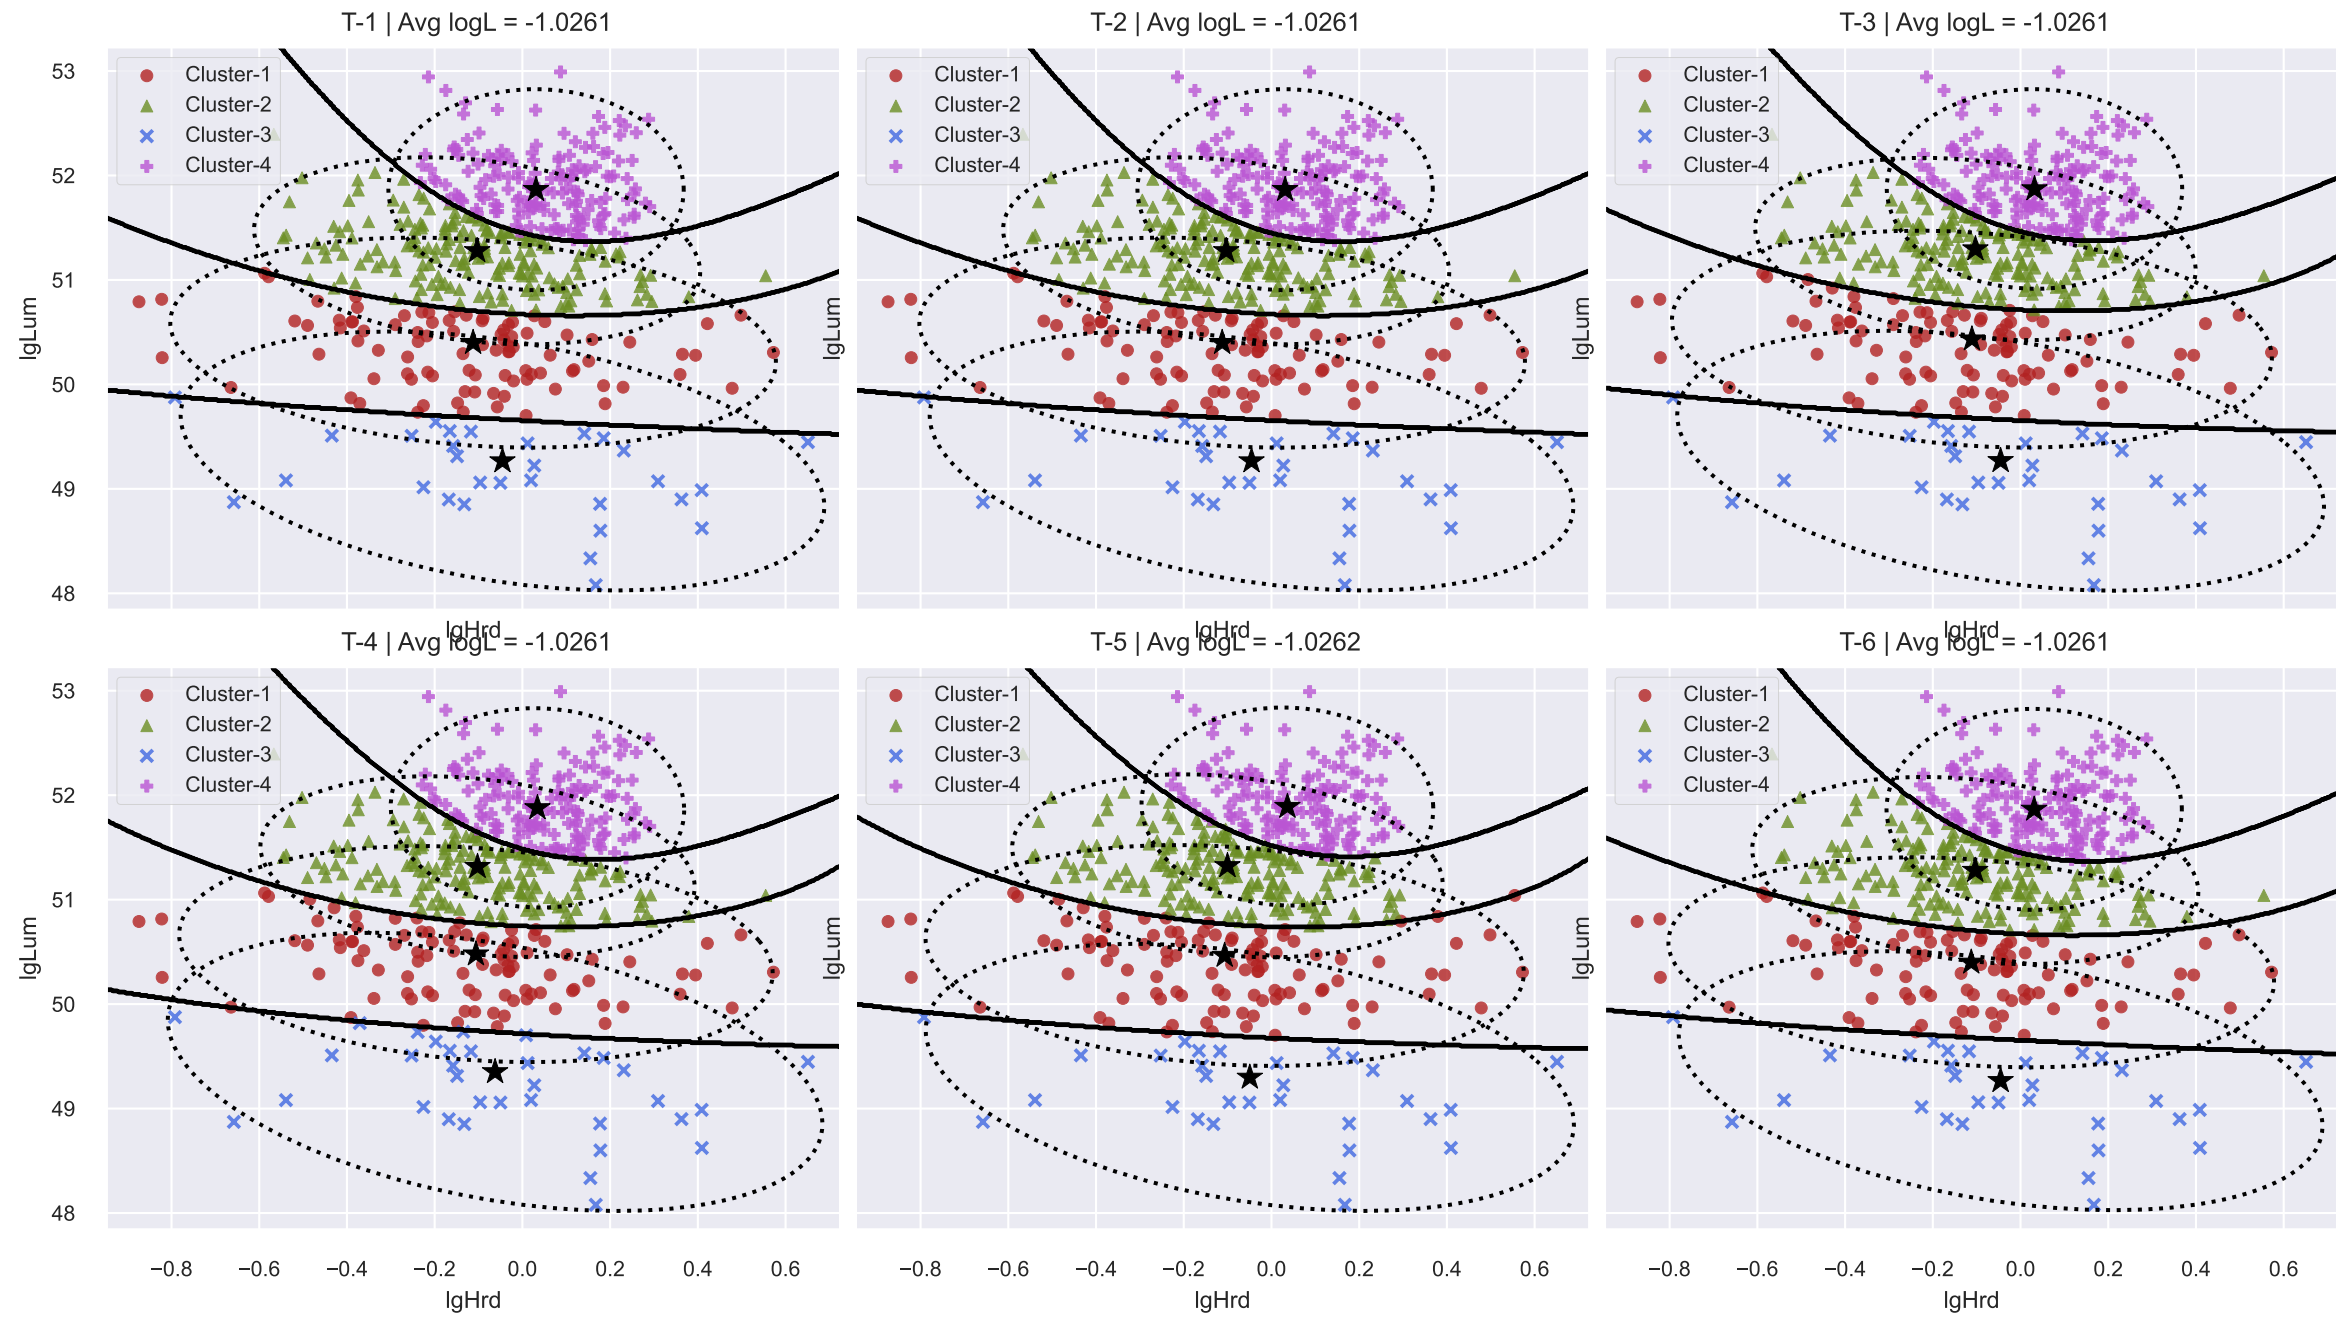 T-1 | Avg logL = -1.0261
T-2 | Avg logL = -1.0261
T-3 | Avg logL = -1.0261
53
52
51
50
49
48
lgLum
Cluster-1
Cluster-2
Cluster-3
Cluster-4
lgHrd
lgLum
Cluster-1
Cluster-2
Cluster-3
Cluster-4
lgHrd
lgLum
Cluster-1
Cluster-2
Cluster-3
Cluster-4
lgHrd
T-4 | Avg logL = -1.0261
T-5 | Avg logL = -1.0262
T-6 | Avg logL = -1.0261
53
52
51
50
49
48
lgLum
Cluster-1
Cluster-2
Cluster-3
Cluster-4
−0.8 −0.6 −0.4 −0.2 0.0 0.2 0.4 0.6
lgHrd
lgLum
Cluster-1
Cluster-2
Cluster-3
Cluster-4
−0.8 −0.6 −0.4 −0.2 0.0 0.2 0.4 0.6
lgHrd
lgLum
Cluster-1
Cluster-2
Cluster-3
Cluster-4
−0.8 −0.6 −0.4 −0.2 0.0 0.2 0.4 0.6
lgHrd